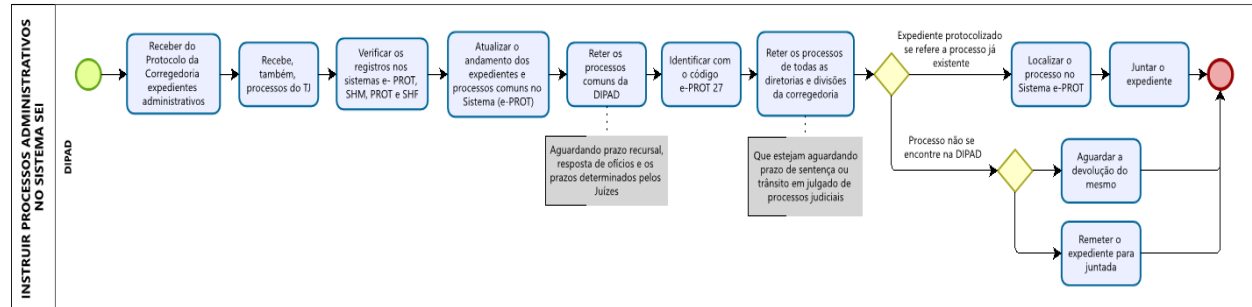 INSTRUIR PROCESSOS ADMINISTRATIVOS
NO SISTEMA SEI
DIPAD
Receber do
Protocolo da
Corregedoria
expedientes
administrativos
Recebe,
também,
processos do TJ
Verificar os
registros nos
sistemas e- PROT,
SHM, PROT e SHF
Atualizar o
andamento dos
expedientes e
processos comuns no
Sistema (e-PROT)
Reter os
processos
comuns da
DIPAD
Aguardando prazo recursal,
resposta de ofícios e os
prazos determinados pelos
Juízes
Identificar com
o código
e-PROT 27
Reter os processos
de todas as
diretorias e divisões
da corregedoria
Que estejam aguardando
prazo de sentença ou
trânsito em julgado de
processos judiciais
Expediente protocolizado
se refere a processo já
existente
Localizar o
processo no
Sistema e-PROT
Juntar o
expediente
Processo não se
encontre na DIPAD
Aguardar a
devolução do
mesmo
Remeter o
expediente para
juntada